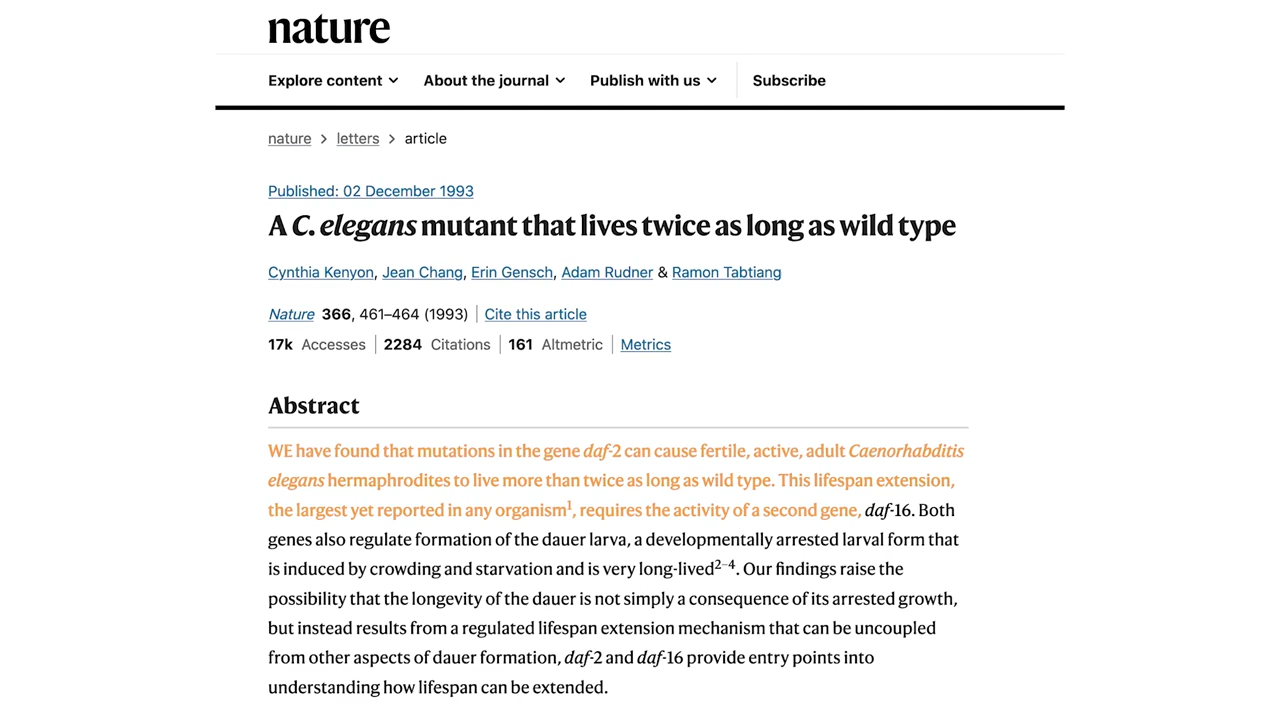 nature
Explore content About the journal Publish with us Subscribe
nature > letters > article
Published: 02 December 1993
A C. elegans mutant that lives twice as long as wild type
Cynthia Kenyon, Jean Chang, Erin Gensch, Adam Rudner & Ramon Tabtiang
Nature 366, 461–464 (1993) | Cite this article
17k Accesses | 2284 Citations | 161 Altmetric | Metrics
Abstract
WE have found that mutations in the gene daf-2 can cause fertile, active, adult Caenorhabditis
elegans hermaphrodites to live more than twice as long as wild type. This lifespan extension,
the largest yet reported in any organism1, requires the activity of a second gene, daf-16. Both
genes also regulate formation of the dauer larva, a developmentally arrested larval form that
is induced by crowding and starvation and is very long-lived2–4. Our findings raise the
possibility that the longevity of the dauer is not simply a consequence of its arrested growth,
but instead results from a regulated lifespan extension mechanism that can be uncoupled
from other aspects of dauer formation, daf-2 and daf-16 provide entry points into
understanding how lifespan can be extended.